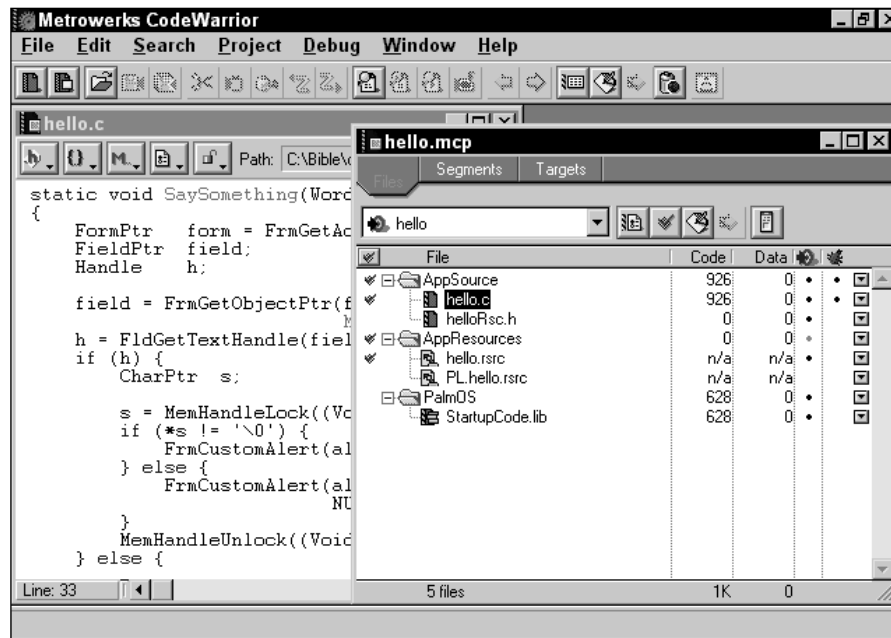 Metrowerks CodeWarrior
File Edit Search Project Debug Window Help
hello.c
.h {} M. Path: C:\Bible\
static void SaySomething(Word
{
FormPtr form = FrmGetAc
FieldPtr field;
Handle h;
field = FrmGetObjectPtr(f
h = FldGetTextHandle(fiel
if (h) {
CharPtr s;
s = MemHandleLock((Vo
if (*s != '\0') {
FrmCustomAlert(al
} else {
FrmCustomAlert(al
NU
}
MemHandleUnlock((Void
} else {
Line: 33
hello.mcp
Files Segments Targets
hello
File Code Data
AppSource 926 0
hello.c 926 0
helloRsc.h 0 0
AppResources 0 0
hello.rsrc n/a n/a
PL.hello.rsrc n/a n/a
PalmOS 628 0
StartupCode.lib 628 0
5 files 1K 0